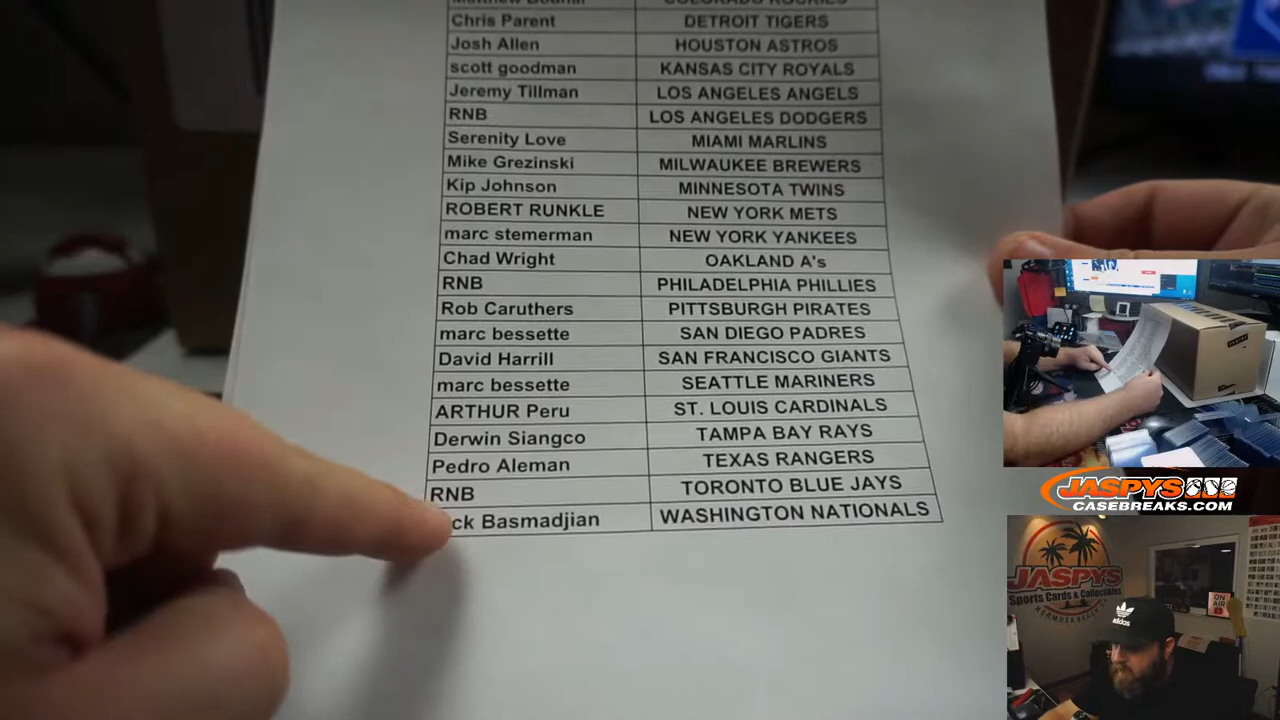 Chris Parent DETROIT TIGERS
Josh Allen HOUSTON ASTROS
scott goodman KANSAS CITY ROYALS
Jeremy Tillman LOS ANGELES ANGELS
RNB LOS ANGELES DODGERS
Serenity Love MIAMI MARLINS
Mike Grezinski MILWAUKEE BREWERS
Kip Johnson MINNESOTA TWINS
ROBERT RUNKLE NEW YORK METS
marc stemerman NEW YORK YANKEES
Chad Wright OAKLAND A's
RNB PHILADELPHIA PHILLIES
Rob Caruthers PITTSBURGH PIRATES
marc bessette SAN DIEGO PADRES
David Harrill SAN FRANCISCO GIANTS
marc bessette SEATTLE MARINERS
ARTHUR Peru ST. LOUIS CARDINALS
Derwin Siangco TAMPA BAY RAYS
Pedro Aleman TEXAS RANGERS
RNB TORONTO BLUE JAYS
ck Basmadjian WASHINGTON NATIONALS
JASPYS
CASEBREAKS.COM
JASPYS
Sports Cards & Collectibles
HERMOSA BEACH
ON AIR
adidas